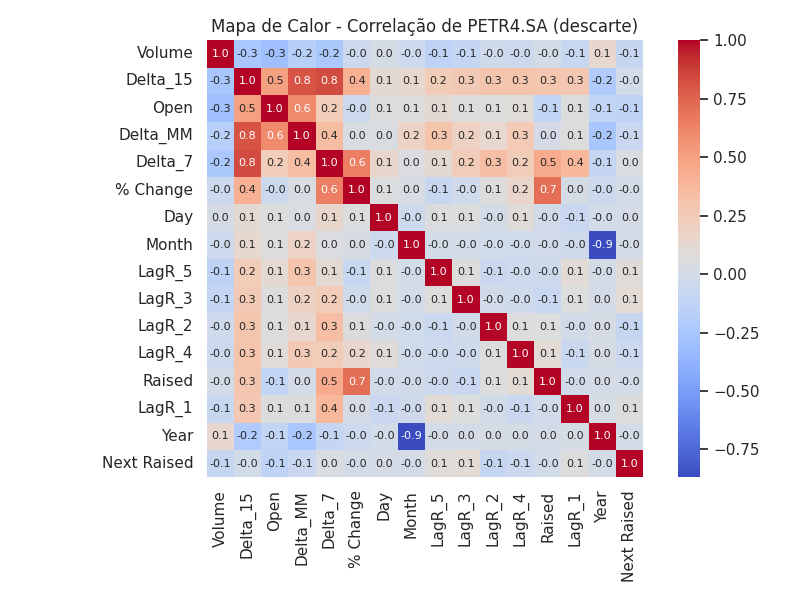 Mapa de Calor - Correlação de PETR4.SA (descarte)
Volume 1.0 -0.3 -0.3 -0.2 -0.2 -0.0 0.0 -0.0 -0.1 -0.1 -0.0 -0.0 -0.0 -0.1 0.1 -0.1
Delta_15 -0.3 1.0 0.5 0.8 0.8 0.4 0.1 0.1 0.2 0.3 0.3 0.3 0.3 0.3 -0.2 -0.0
Open -0.3 0.5 1.0 0.6 0.2 -0.0 0.1 0.1 0.1 0.1 0.1 0.1 -0.1 0.1 -0.1 -0.1
Delta_MM -0.2 0.8 0.6 1.0 0.4 0.0 0.0 0.2 0.3 0.2 0.1 0.3 0.0 0.1 -0.2 -0.1
Delta_7 -0.2 0.8 0.2 0.4 1.0 0.6 0.1 0.0 0.1 0.2 0.3 0.2 0.5 0.4 -0.1 0.0
% Change -0.0 0.4 -0.0 0.0 0.6 1.0 0.1 0.0 -0.1 -0.0 0.1 0.2 0.7 0.0 -0.0 -0.0
Day 0.0 0.1 0.1 0.0 0.1 0.1 1.0 -0.0 0.1 0.1 -0.0 0.1 -0.0 -0.1 -0.0 0.0
Month -0.0 0.1 0.1 0.2 0.0 0.0 -0.0 1.0 -0.0 -0.0 -0.0 -0.0 -0.0 -0.0 -0.9 -0.0
LagR_5 -0.1 0.2 0.1 0.3 0.1 -0.1 0.1 -0.0 1.0 0.1 -0.1 -0.0 -0.0 0.1 -0.0 0.1
LagR_3 -0.1 0.3 0.1 0.2 0.2 -0.0 0.1 -0.0 0.1 1.0 -0.0 -0.0 -0.1 0.1 0.0 0.1
LagR_2 -0.0 0.3 0.1 0.1 0.3 0.1 -0.0 -0.0 -0.1 -0.0 1.0 0.1 0.1 -0.0 0.0 -0.1
LagR_4 -0.0 0.3 0.1 0.3 0.2 0.2 0.1 -0.0 -0.0 -0.0 0.1 1.0 0.1 -0.1 0.0 -0.1
Raised -0.0 0.3 -0.1 0.0 0.5 0.7 -0.0 -0.0 -0.0 -0.1 0.1 0.1 1.0 0.0 0.0 -0.0
LagR_1 -0.1 0.3 0.1 0.1 0.4 0.0 -0.1 -0.0 0.1 0.1 -0.0 -0.1 0.0 1.0 0.0 0.1
Year 0.1 -0.2 -0.1 -0.2 -0.1 -0.0 -0.0 -0.9 -0.0 0.0 0.0 0.0 0.0 0.0 1.0 -0.0
Next Raised -0.1 -0.0 -0.1 -0.1 0.0 -0.0 0.0 -0.0 0.1 0.1 -0.1 -0.1 -0.0 0.1 -0.0 1.0
Volume
Delta_15
Open
Delta_MM
Delta_7
% Change
Day
Month
LagR_5
LagR_3
LagR_2
LagR_4
Raised
LagR_1
Year
Next Raised
1.00
0.75
0.50
0.25
0.00
−0.25
−0.50
−0.75